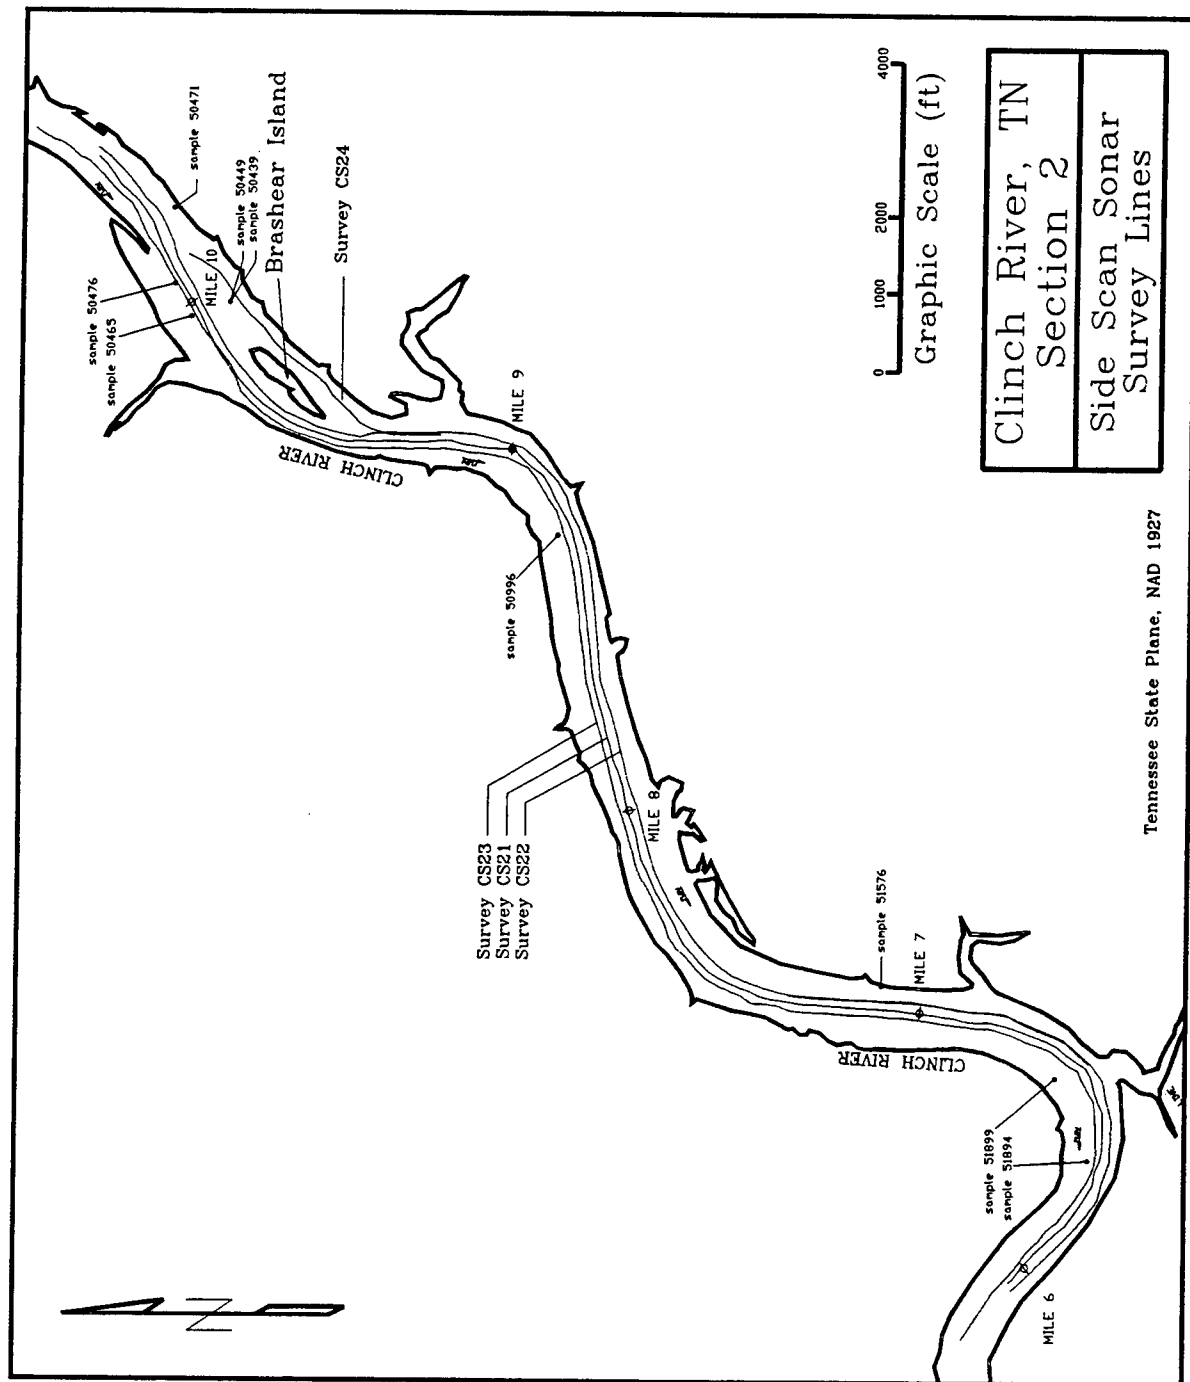 Clinch River, TN
Section 2
Side Scan Sonar
Survey Lines
4000
2000
1000
0
Graphic Scale (ft)
Tennessee State Plane, NAD 1927
sample 50471
sample 50449
sample 50439
Brashear Island
Survey CS24
MILE 10
sample 50476
sample 50465
MILE 9
CLINCH RIVER
sample 50996
Survey CS23
Survey CS21
Survey CS22
MILE 8
sample 51576
MILE 7
CLINCH RIVER
sample 51899
sample 51894
MILE 6
N